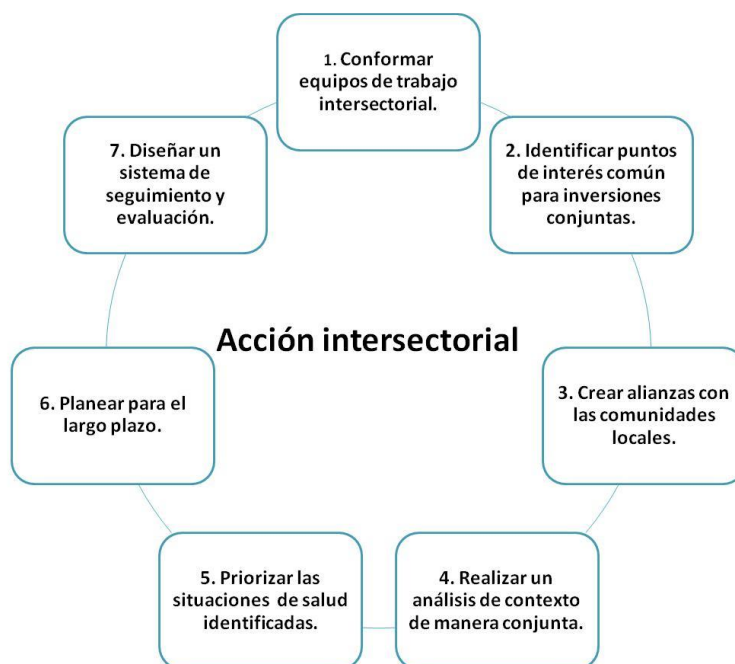 1. Conformar
equipos de trabajo
intersectorial.
2. Identificar puntos
de interés común
para inversiones
conjuntas.
3. Crear alianzas con
las comunidades
locales.
4. Realizar un
análisis de contexto
de manera conjunta.
5. Priorizar las
situaciones de salud
identificadas.
6. Planear para el
largo plazo.
7. Diseñar un
sistema de
seguimiento y
evaluación.
Acción intersectorial